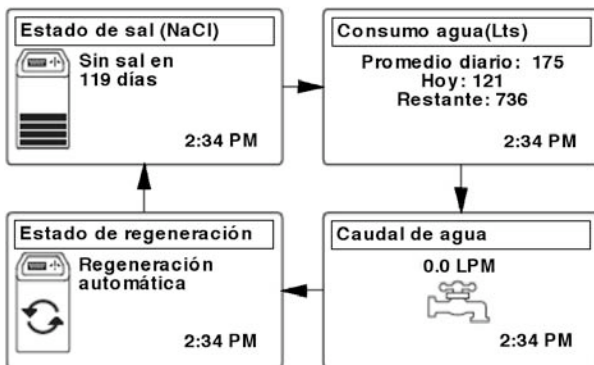 Estado de sal (NaCl)
Sin sal en
119 días
2:34 PM
Consumo agua(Lts)
Promedio diario: 175
Hoy: 121
Restante: 736
2:34 PM
Estado de regeneración
Regeneración
automática
2:34 PM
Caudal de agua
0.0 LPM
2:34 PM